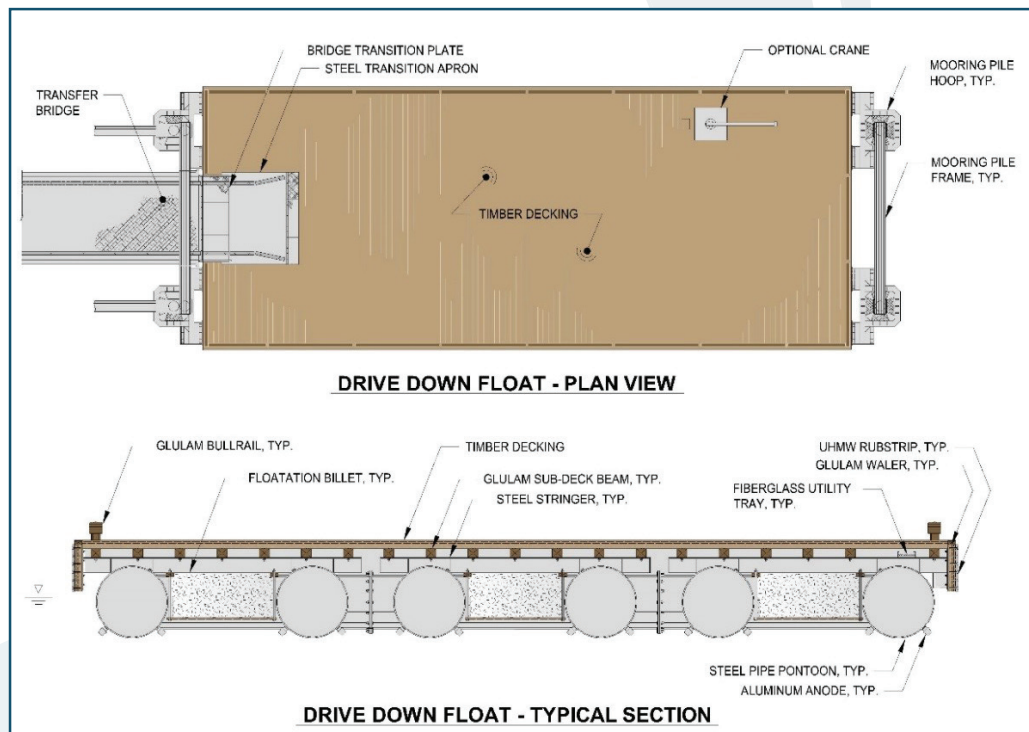 BRIDGE TRANSITION PLATE
STEEL TRANSITION APRON
OPTIONAL CRANE
MOORING PILE
HOOP, TYP.
TRANSFER
BRIDGE
MOORING PILE
FRAME, TYP.
TIMBER DECKING
DRIVE DOWN FLOAT - PLAN VIEW
GLULAM BULLRAIL, TYP.
TIMBER DECKING
UHMW RUBSTRIP, TYP.
GLULAM WALER, TYP.
FLOATATION BILLET, TYP.
GLULAM SUB-DECK BEAM, TYP.
STEEL STRINGER, TYP.
FIBERGLASS UTILITY
TRAY, TYP.
STEEL PIPE PONTOON, TYP.
ALUMINUM ANODE, TYP.
DRIVE DOWN FLOAT - TYPICAL SECTION